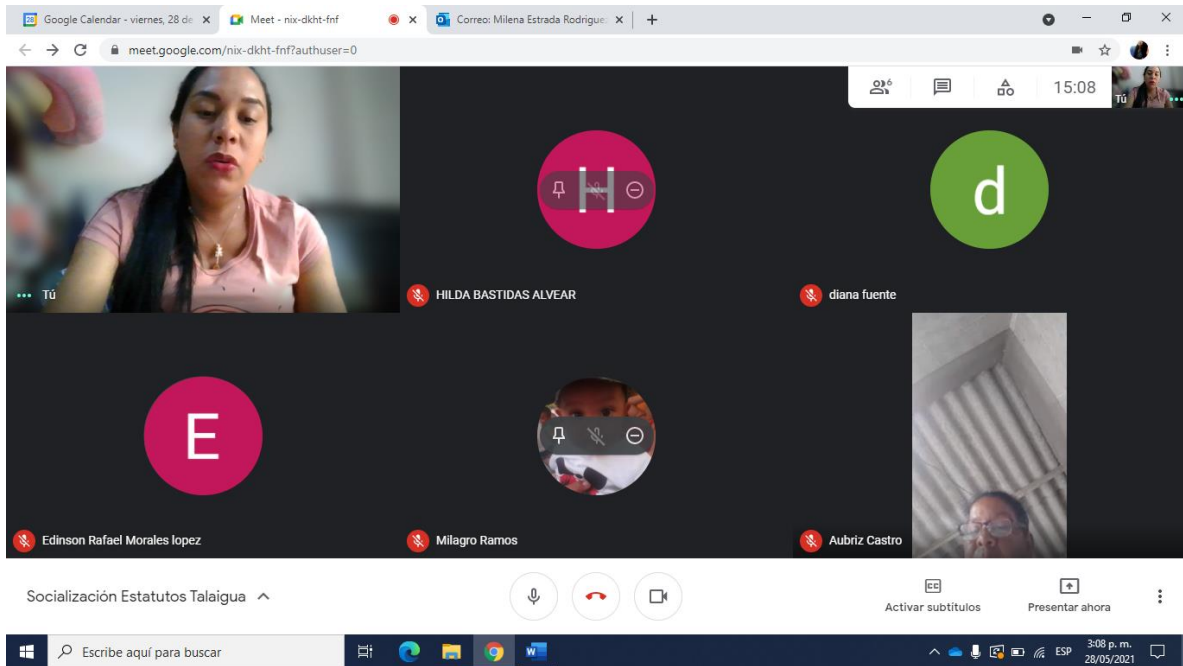 Google Calendar - viernes, 28 de
Meet - nix-dkht-fnf
Correo: Milena Estrada Rodrigue
meet.google.com/nix-dkht-fnf?authuser=0
6
15:08
Tú
Tú
H
HILDA BASTIDAS ALVEAR
d
diana fuente
E
Edinson Rafael Morales lopez
Milagro Ramos
Aubriz Castro
Socialización Estatutos Talaigua
CC
Activar subtítulos
Presentar ahora
Escribe aquí para buscar
ESP
3:08 p. m.
28/05/2021